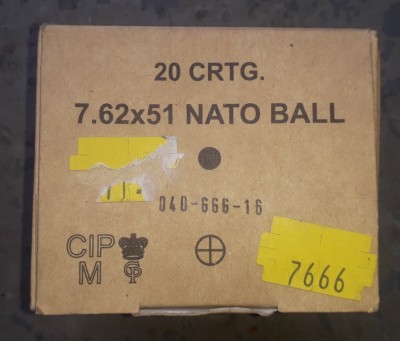 20 CRTG.
7.62x51 NATO BALL
040-666-16
CIP
M
7666